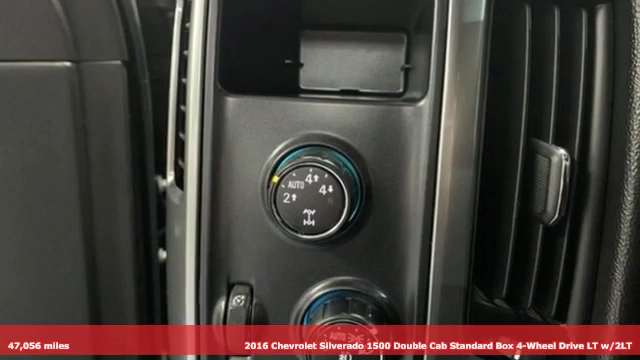 4
AUTO
4
2
N
AUTO
47,056 miles
2016 Chevrolet Silverado 1500 Double Cab Standard Box 4-Wheel Drive LT w/2LT